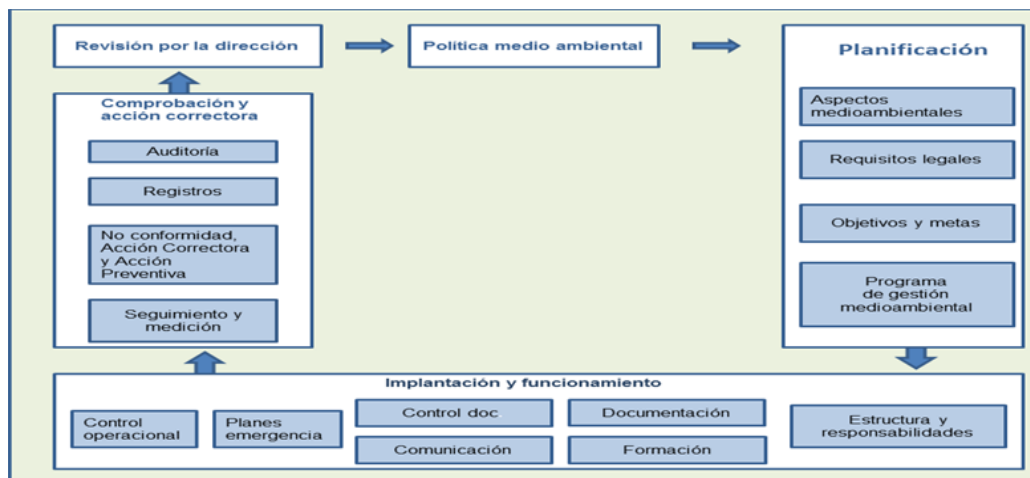 Revisión por la dirección
Política medio ambiental
Planificación
Aspectos
medioambientales
Requisitos legales
Objetivos y metas
Programa
de gestión
medioambiental
Comprobación y
acción correctora
Auditoría
Registros
No conformidad,
Acción Correctora
y Acción
Preventiva
Seguimiento y
medición
Implantación y funcionamiento
Control
operacional
Planes
emergencia
Control doc
Comunicación
Documentación
Formación
Estructura y
responsabilidades